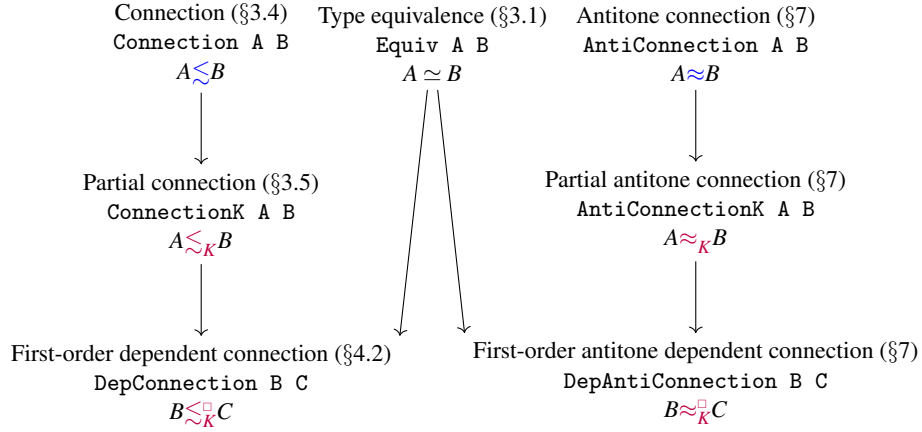 Connection (§3.4)
Connection A B
A≲B
Type equivalence (§3.1)
Equiv A B
A ≃ B
Antitone connection (§7)
AntiConnection A B
A≈B
Partial connection (§3.5)
ConnectionK A B
A≲_K B
Partial antitone connection (§7)
AntiConnectionK A B
A≈_K B
First-order dependent connection (§4.2)
DepConnection B C
B≲^□_K C
First-order antitone dependent connection (§7)
DepAntiConnection B C
B≈^□_K C